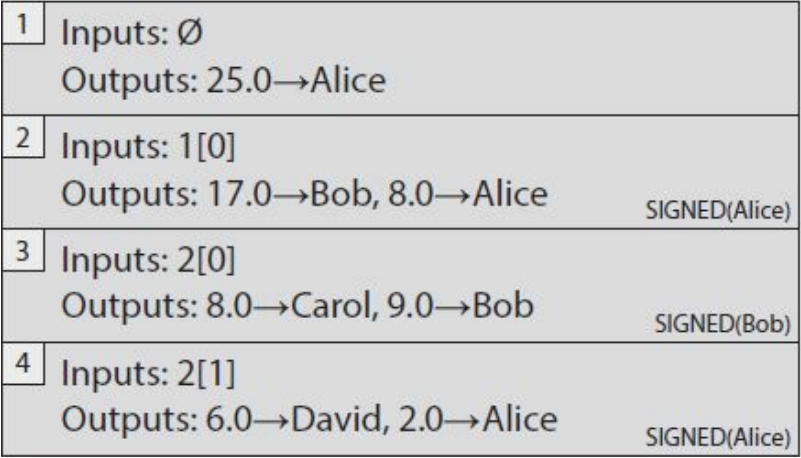 1
Inputs: Ø
Outputs: 25.0→Alice
2
Inputs: 1[0]
Outputs: 17.0→Bob, 8.0→Alice
SIGNED(Alice)
3
Inputs: 2[0]
Outputs: 8.0→Carol, 9.0→Bob
SIGNED(Bob)
4
Inputs: 2[1]
Outputs: 6.0→David, 2.0→Alice
SIGNED(Alice)